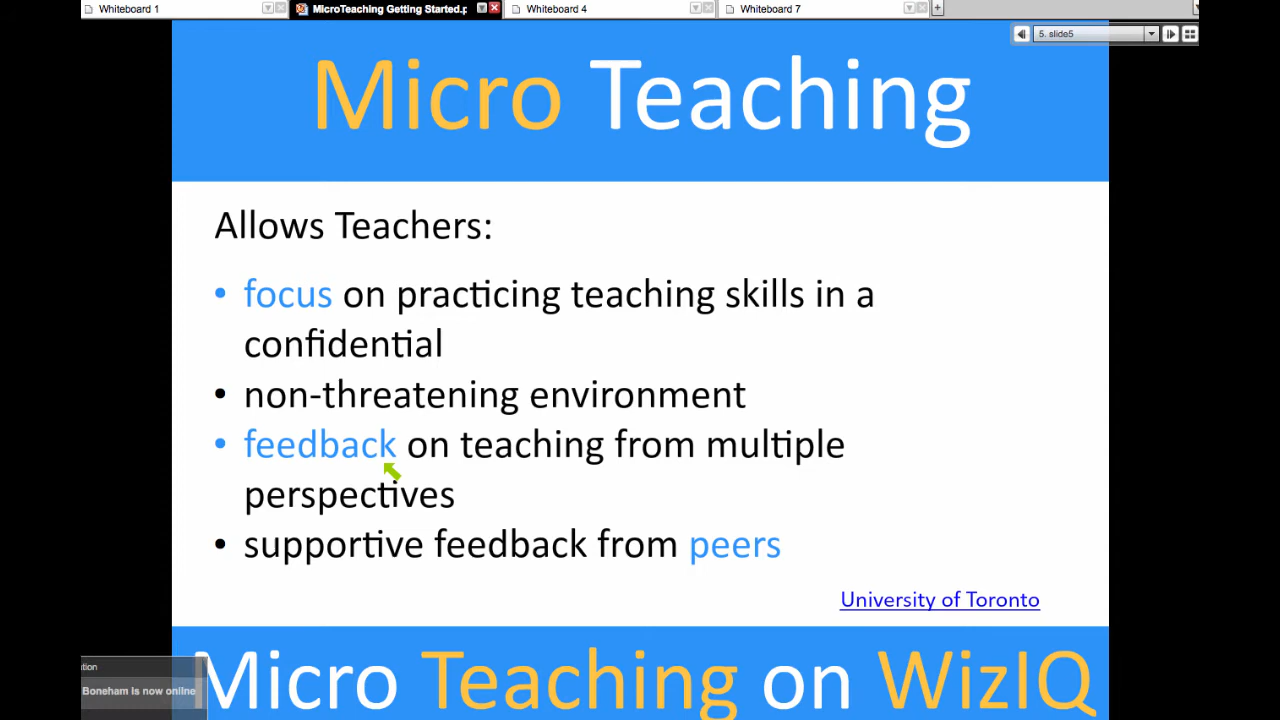 Whiteboard 1
MicroTeaching Getting Started.p
Whiteboard 4
Whiteboard 7
5. slide5
Micro Teaching
Allows Teachers:
• focus on practicing teaching skills in a
confidential
• non-threatening environment
• feedback on teaching from multiple
perspectives
• supportive feedback from peers
University of Toronto
Micro Teaching on WizIQ
ation
Boneham is now online